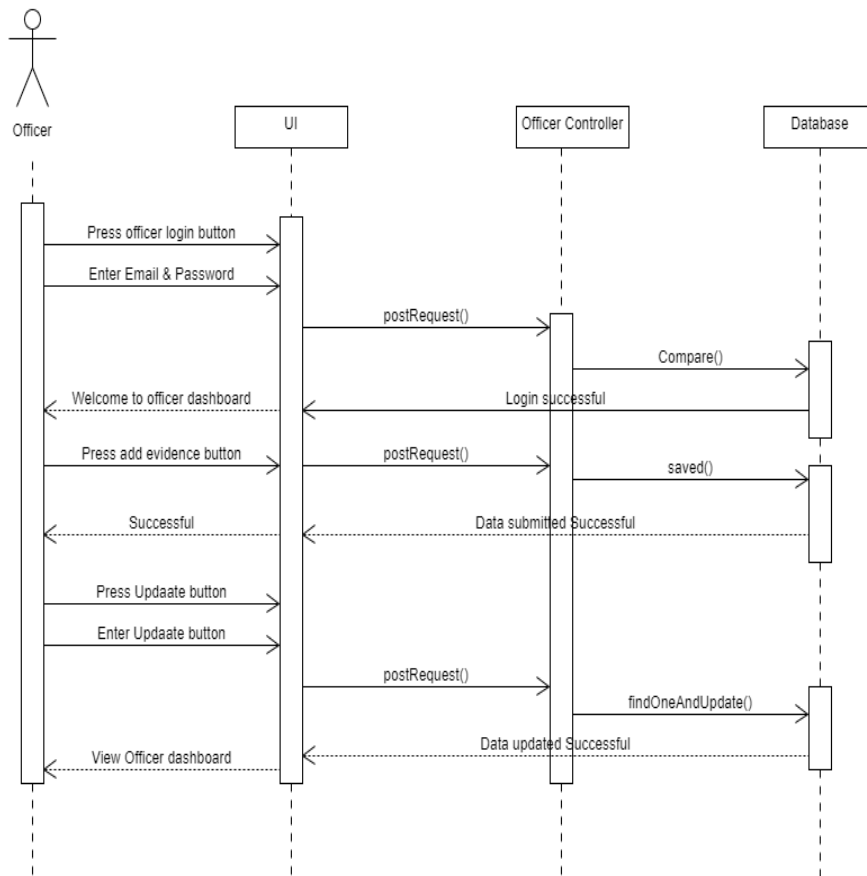 Officer
UI
Officer Controller
Database
Press officer login button
Enter Email & Password
postRequest()
Compare()
Welcome to officer dashboard
Login successful
Press add evidence button
postRequest()
saved()
Successful
Data submitted Successful
Press Updaate button
Enter Updaate button
postRequest()
findOneAndUpdate()
Data updated Successful
View Officer dashboard